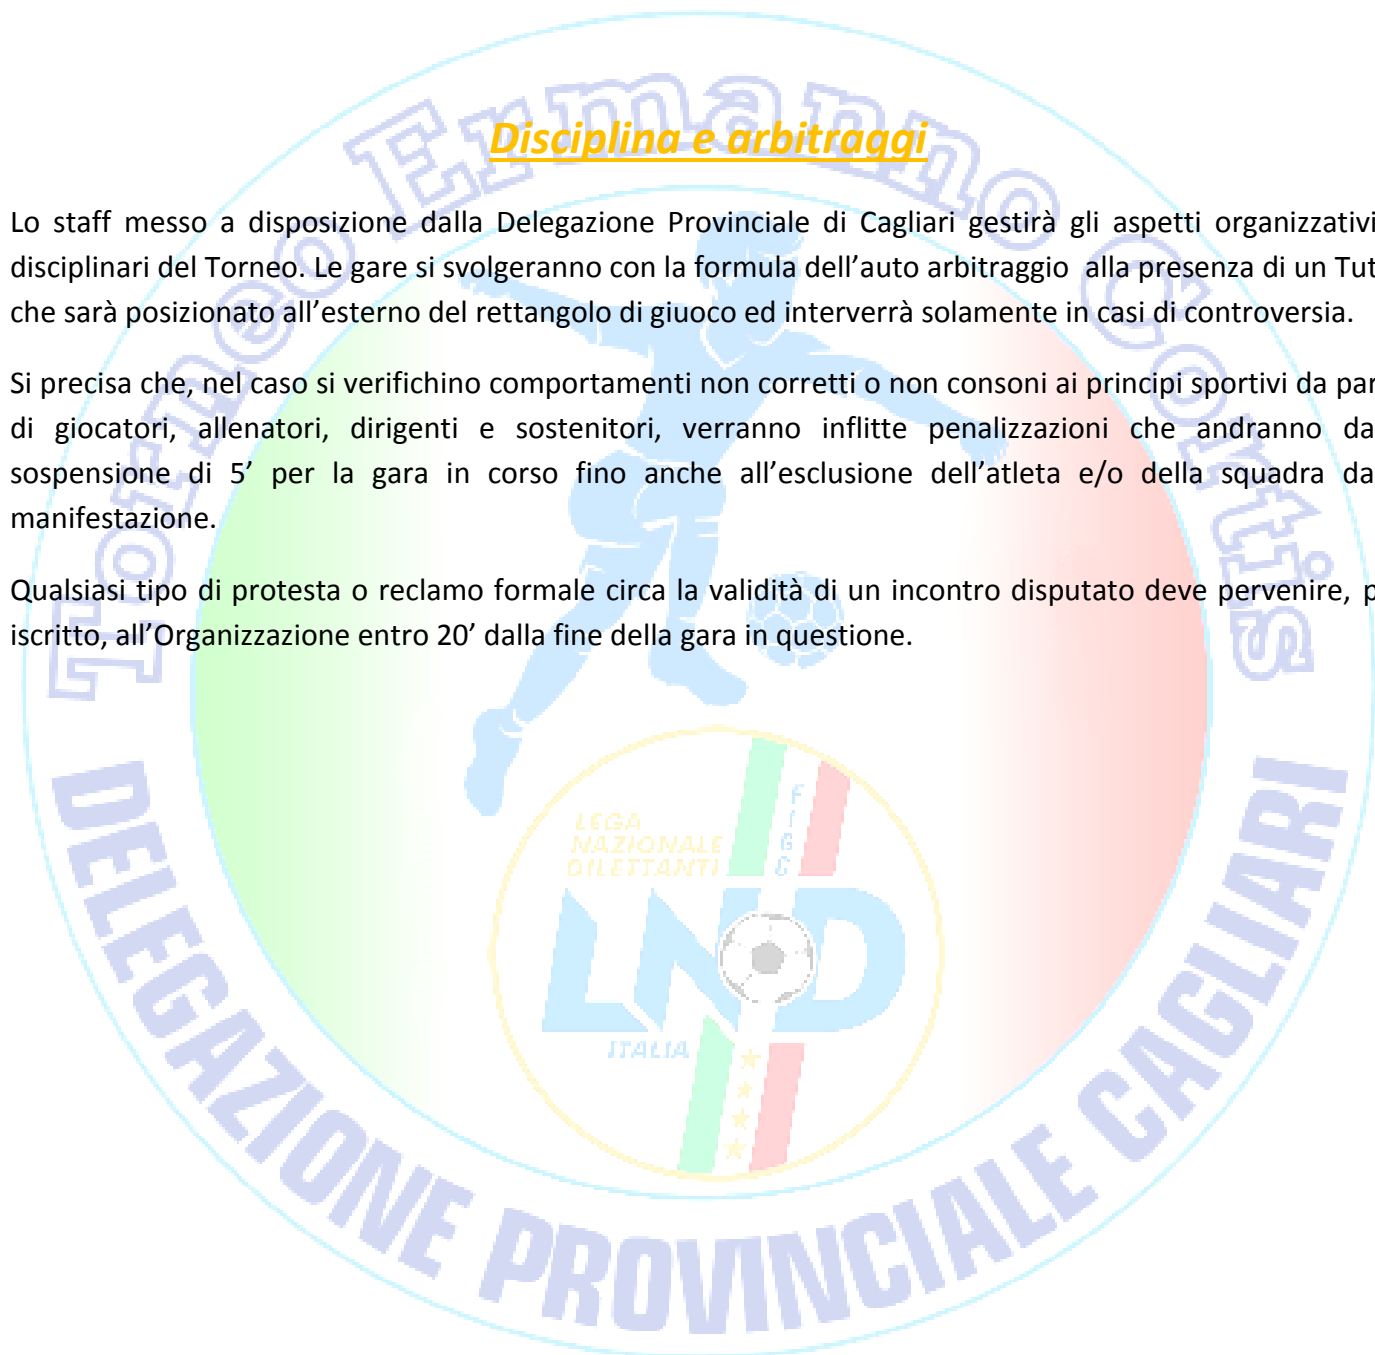 Disciplina e arbitraggi
Lo staff messo a disposizione dalla Delegazione Provinciale di Cagliari gestirà gli aspetti organizzativi
disciplinari del Torneo. Le gare si svolgeranno con la formula dell’auto arbitraggio alla presenza di un Tut
che sarà posizionato all’esterno del rettangolo di giuoco ed interverrà solamente in casi di controversia.
Si precisa che, nel caso si verifichino comportamenti non corretti o non consoni ai principi sportivi da par
di giocatori, allenatori, dirigenti e sostenitori, verranno inflitte penalizzazioni che andranno da
sospensione di 5’ per la gara in corso fino anche all’esclusione dell’atleta e/o della squadra da
manifestazione.
Qualsiasi tipo di protesta o reclamo formale circa la validità di un incontro disputato deve pervenire, p
iscritto, all’Organizzazione entro 20’ dalla fine della gara in questione.
Torneo Ermanno Cortis
LEGA
NAZIONALE
DILETTANTI
FIGC
LND
ITALIA
DELEGAZIONE PROVINCIALE CAGLIARI